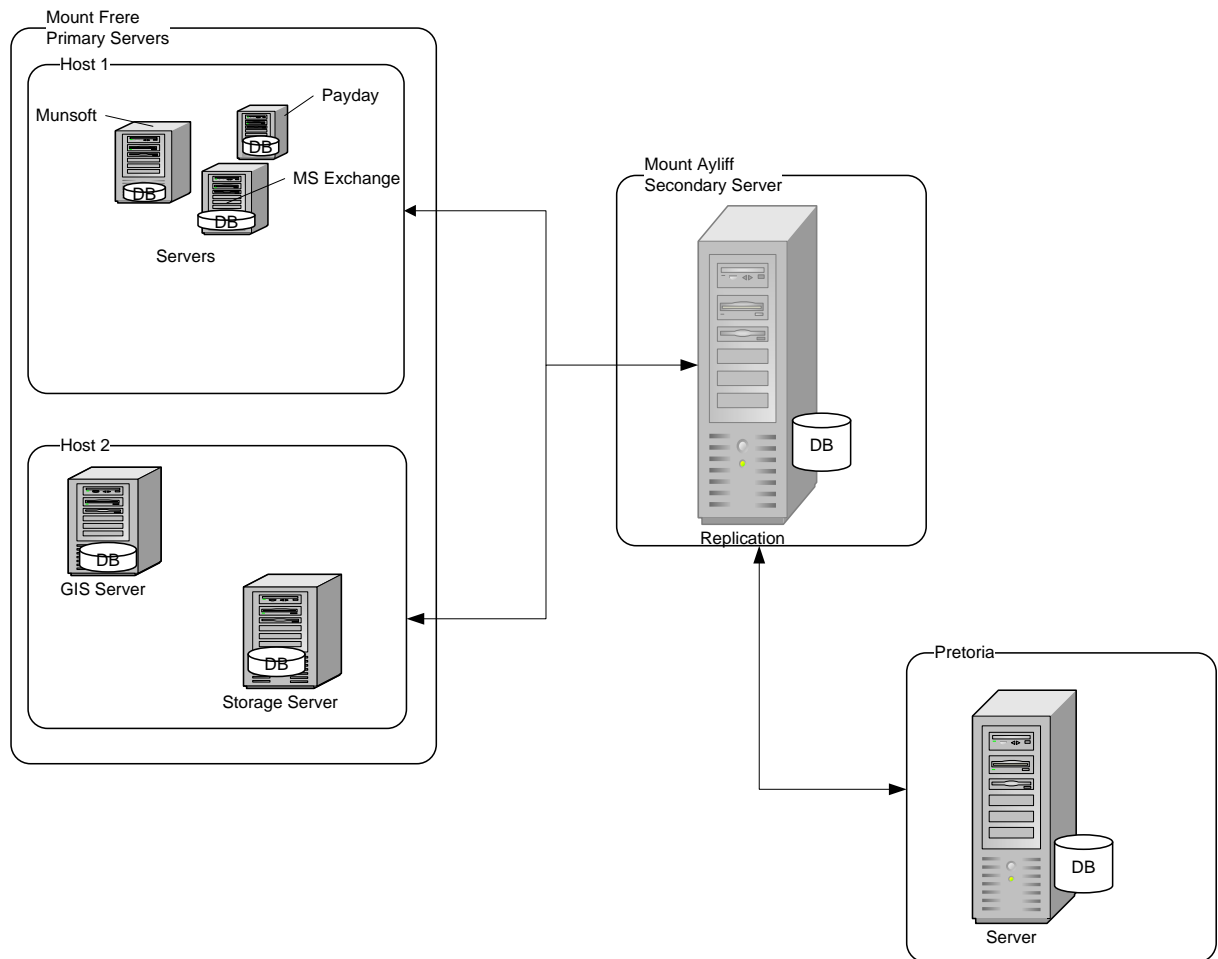 Mount Frere
Primary Servers
Host 1
Munsoft
Payday
DB
DB
MS Exchange
DB
Servers
Host 2
DB
GIS Server
DB
Storage Server
Mount Ayliff
Secondary Server
DB
Replication
Pretoria
DB
Server